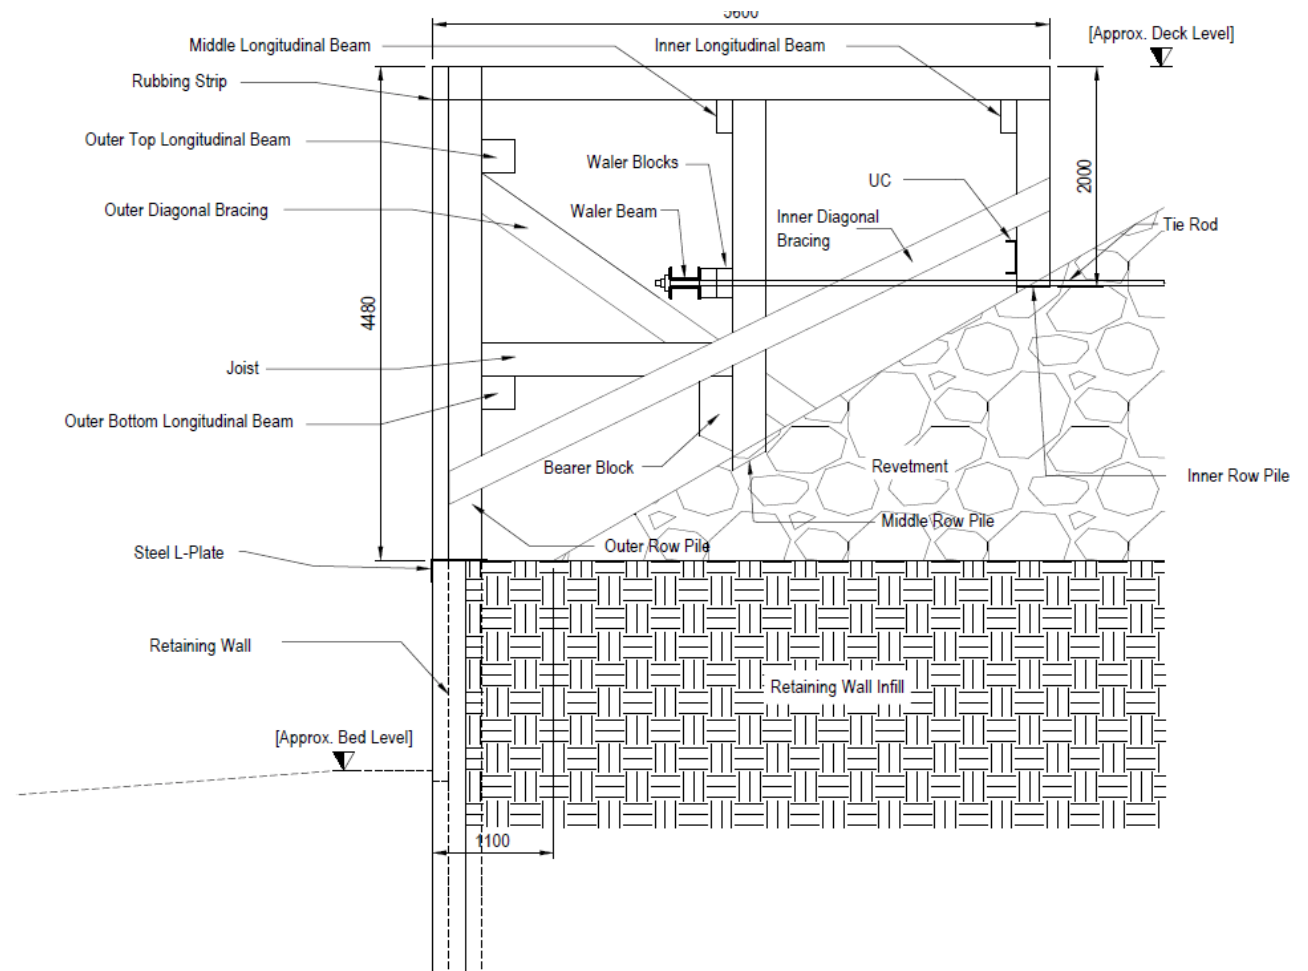 5600
Middle Longitudinal Beam
Inner Longitudinal Beam
[Approx. Deck Level]
Rubbing Strip
Outer Top Longitudinal Beam
Waler Blocks
UC
2000
Outer Diagonal Bracing
Waler Beam
Inner Diagonal
Bracing
Tie Rod
4480
Joist
Outer Bottom Longitudinal Beam
Bearer Block
Revetment
Inner Row Pile
Middle Row Pile
Outer Row Pile
Steel L-Plate
Retaining Wall
Retaining Wall Infill
[Approx. Bed Level]
1100